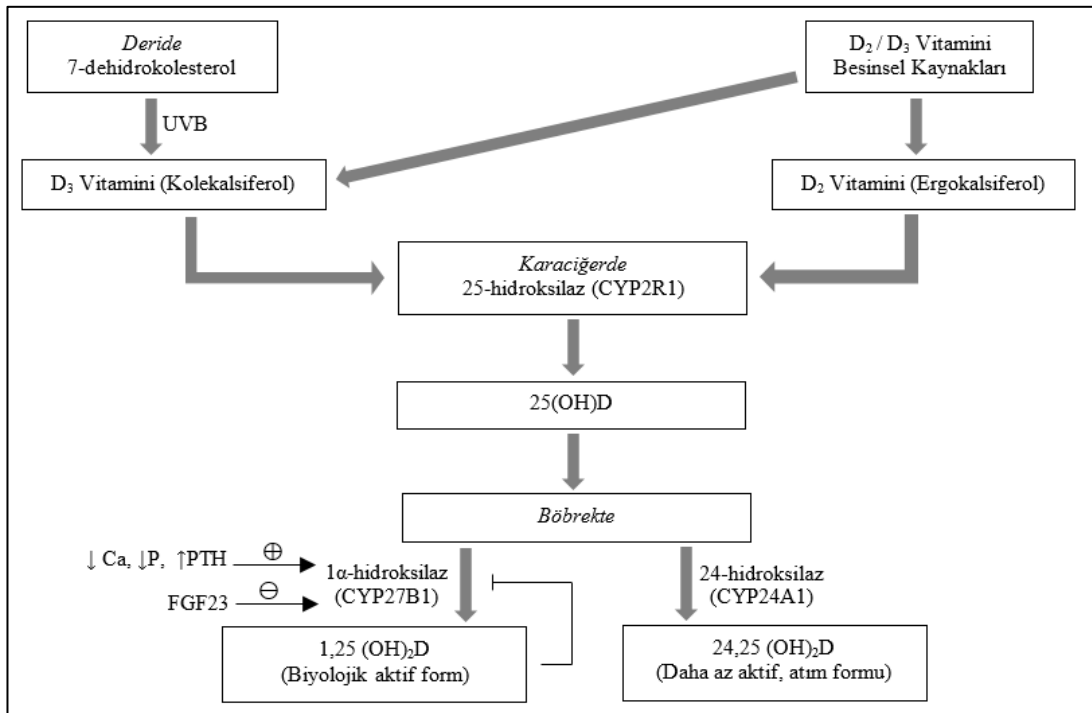 Deride
7-dehidrokolesterol
D₂ / D₃ Vitamini
Besinsel Kaynakları
UVB
D₃ Vitamini (Kolekalsiferol)
D₂ Vitamini (Ergokalsiferol)
Karaciğerde
25-hidroksilaz (CYP2R1)
25(OH)D
Böbrekte
↓ Ca, ↓P, ↑PTH
⊕
1α-hidroksilaz
(CYP27B1)
FGF23
⊖
24-hidroksilaz
(CYP24A1)
1,25 (OH)₂D
(Biyolojik aktif form)
24,25 (OH)₂D
(Daha az aktif, atım formu)